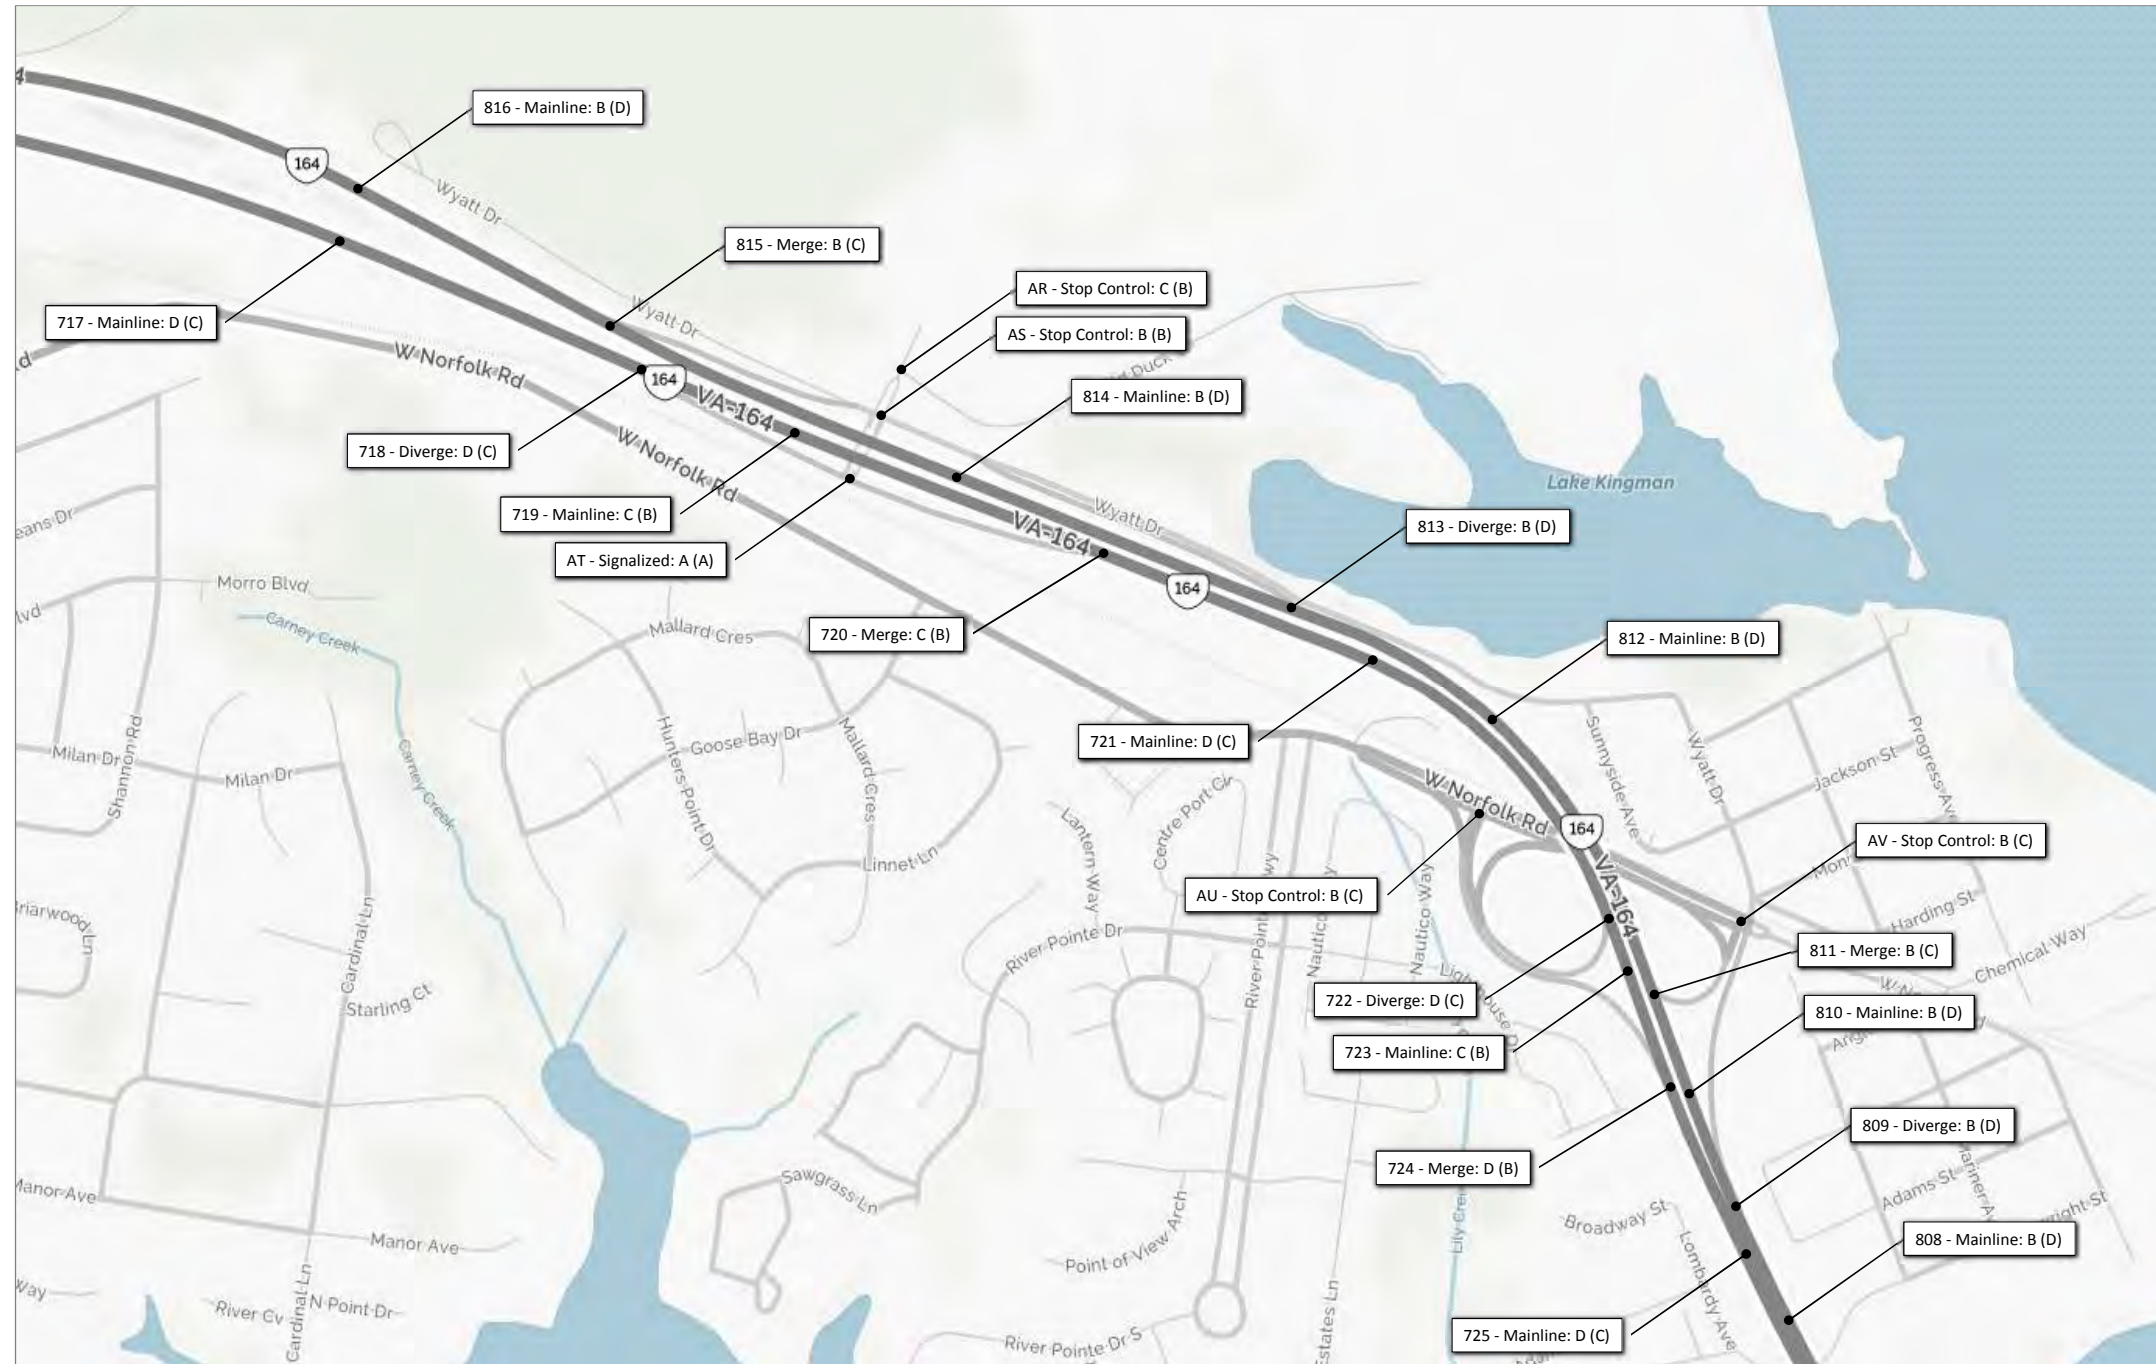 4
816 - Mainline: B (D)
164
Wyatt Dr
815 - Merge: B (C)
AR - Stop Control: C (B)
717 - Mainline: D (C)
Wyatt Dr
AS - Stop Control: B (B)
W Norfolk Rd
164
VA-164
Duck
814 - Mainline: B (D)
718 - Diverge: D (C)
W Norfolk Rd
Lake Kingman
719 - Mainline: C (B)
VA-164
Wyatt Dr
813 - Diverge: B (D)
AT - Signalized: A (A)
Morro Blvd
164
Carney Creek
Mallard Cres
720 - Merge: C (B)
812 - Mainline: B (D)
Shannon Rd
Milan Dr
Milan Dr
Carney Creek
Hunters Point Dr
Goose Bay Dr
Mallard Cres
721 - Mainline: D (C)
Sunnyside Ave
Wyatt Dr
Jackson St
Progress Ave
Linnet Ln
Lantern Way
Centre Port Cir
W Norfolk Rd
164
VA-164
AV - Stop Control: B (C)
AU - Stop Control: B (C)
Harding St
Cardinal Ln
River Pointe Dr
Nautico Way
811 - Merge: B (C)
Chemical Way
Starling Ct
722 - Diverge: D (C)
810 - Mainline: B (D)
723 - Mainline: C (B)
809 - Diverge: B (D)
724 - Merge: D (B)
Manor Ave
Sawgrass Ln
Adams St
Manor Ave
Point of View Arch
Broadway St
808 - Mainline: B (D)
Way
River Cv
N Point Dr
Cardinal Ln
River Pointe Dr S
Estates Ln
Lombardy Ave
725 - Mainline: D (C)